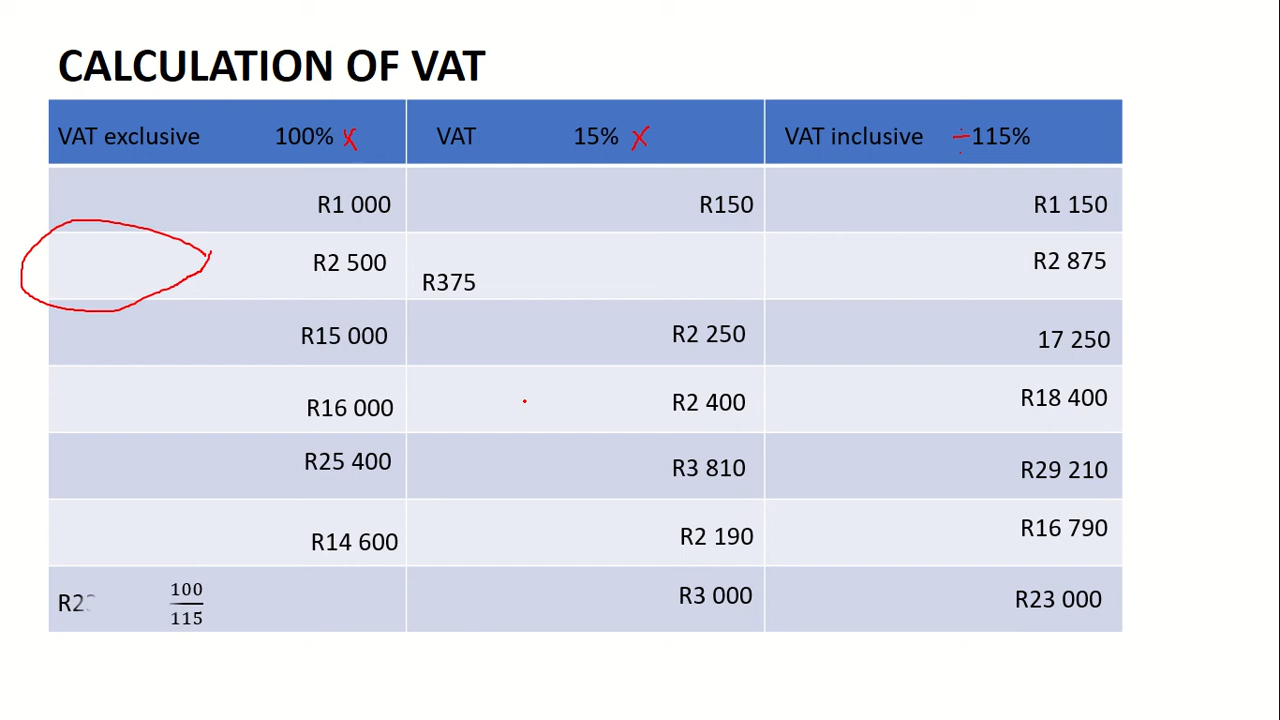 CALCULATION OF VAT
VAT exclusive 100% x VAT 15% x VAT inclusive ÷115%
R1 000 R150 R1 150
R2 500 R375 R2 875
R15 000 R2 250 17 250
R16 000 R2 400 R18 400
R25 400 R3 810 R29 210
R14 600 R2 190 R16 790
100
R3 000 R23 000
115